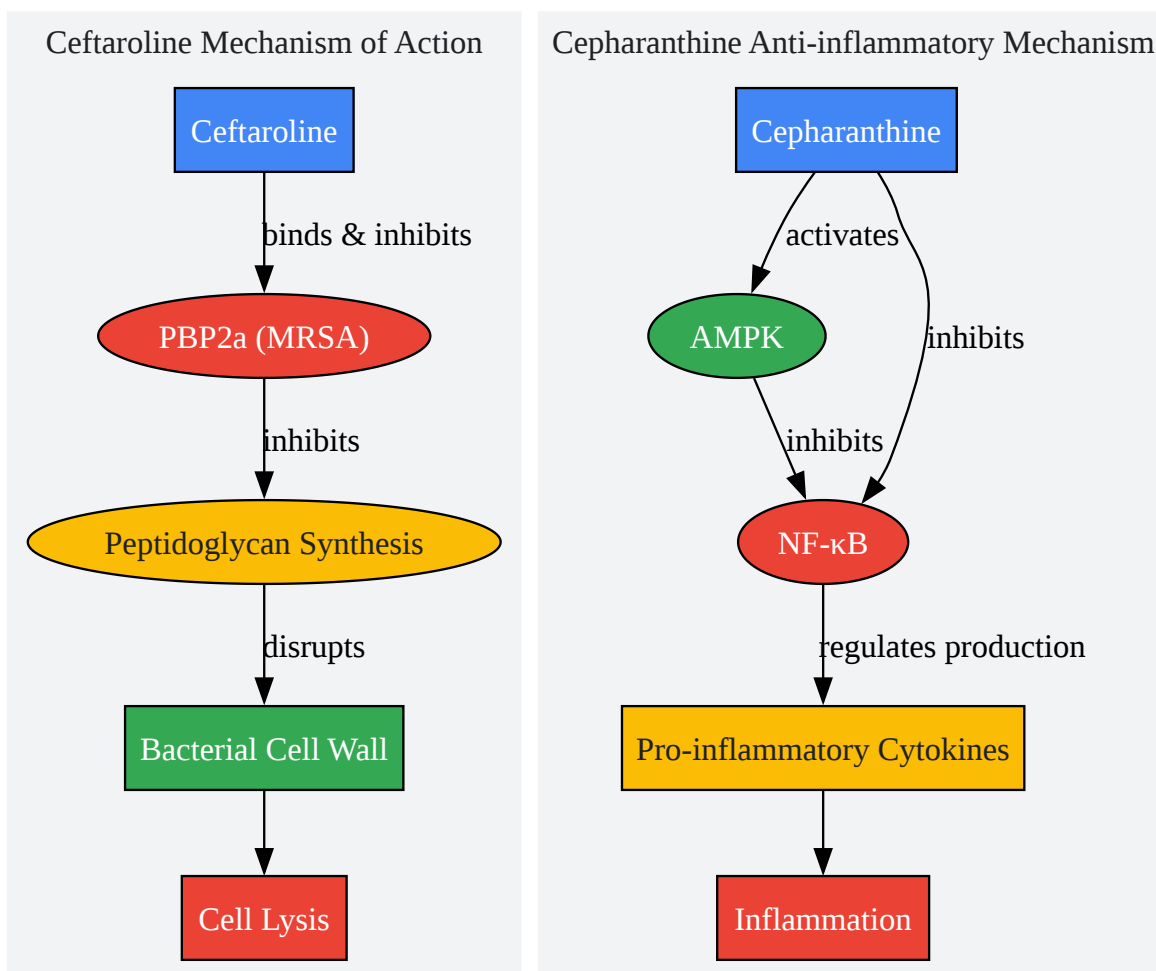 Ceftaroline Mechanism of Action
Ceftaroline
binds & inhibits
PBP2a (MRSA)
inhibits
Peptidoglycan Synthesis
disrupts
Bacterial Cell Wall
Cell Lysis
Cepharanthine Anti-inflammatory Mechanism
Cepharanthine
activates
AMPK
inhibits
inhibits
NF-κB
regulates production
Pro-inflammatory Cytokines
Inflammation